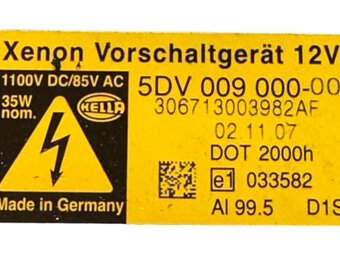 Xenon Vorschaltgerät 12V
1100V DC/85V AC
35W
nom.
HELLA
Made in Germany
5DV 009 000-00
306713003982AF
02 11 07
DOT 2000h
e1 033582
Al 99.5 D1S